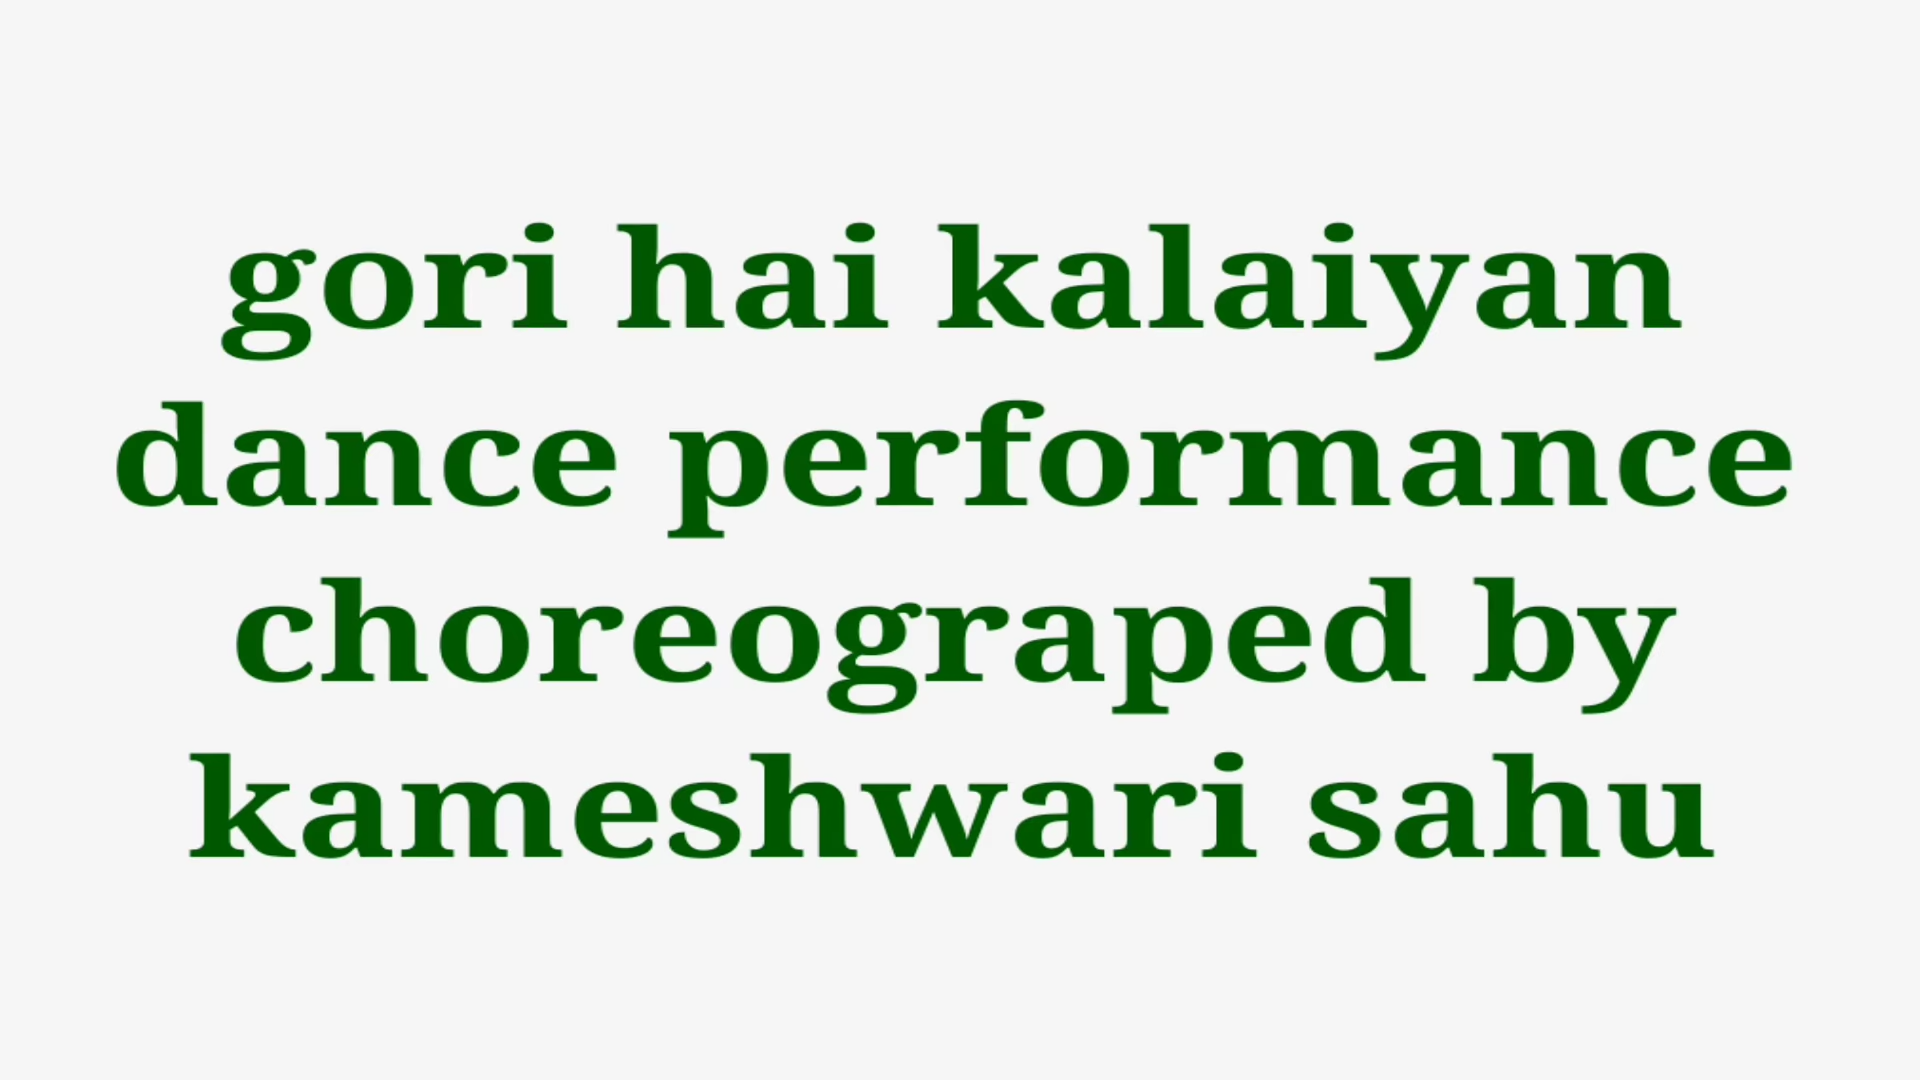 gori hai kalaiyan
dance performance
choreograped by
kameshwari sahu